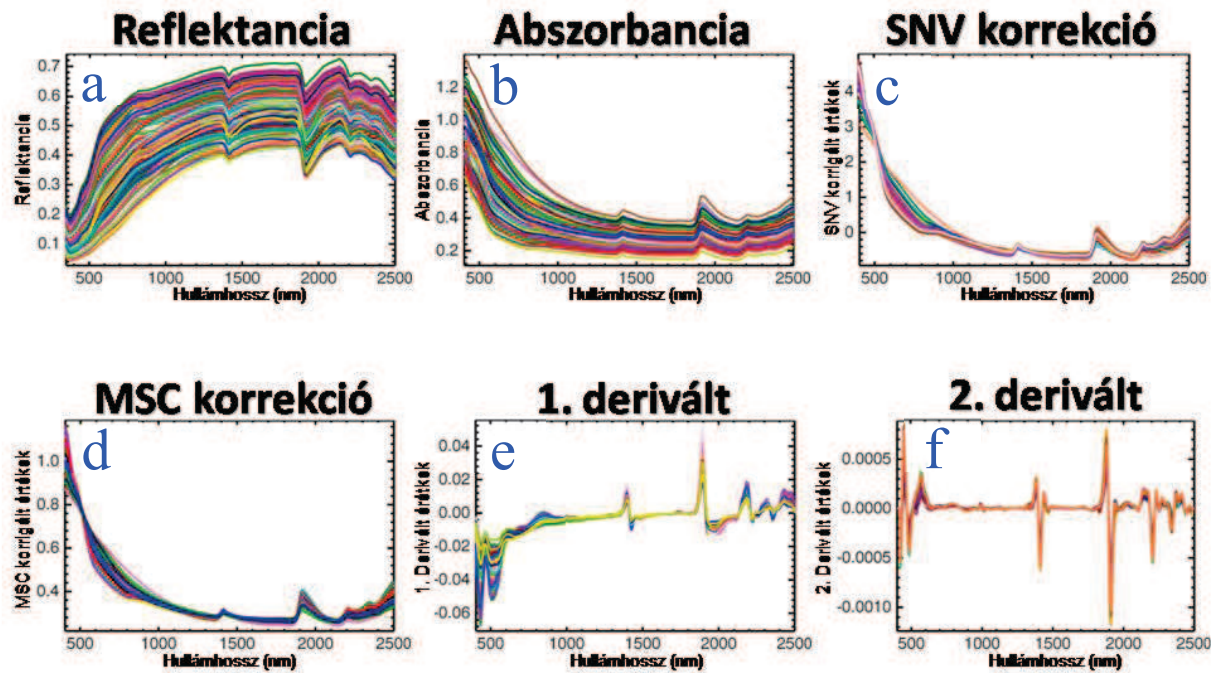 Reflektancia
a
Reflektancia
0.7
0.6
0.5
0.4
0.3
0.2
0.1
500 1000 1500 2000 2500
Hullámhossz (nm)
Abszorbancia
b
Abszorbancia
1.2
1.0
0.8
0.6
0.4
0.2
500 1000 1500 2000 2500
Hullámhossz (nm)
SNV korrekció
c
SNV korrigált értékek
4
3
2
1
0
500 1000 1500 2000 2500
Hullámhossz (nm)
MSC korrekció
d
MSC korrigált értékek
1.0
0.8
0.6
0.4
500 1000 1500 2000 2500
Hullámhossz (nm)
1. derivált
e
1. Derivált érétkek
0.04
0.02
0.00
-0.02
-0.04
-0.06
500 1000 1500 2000 2500
Hullámhossz (nm)
2. derivált
f
2. Derivált értékek
0.0005
0.0000
-0.0005
-0.0010
500 1000 1500 2000 2500
Hullámhossz (nm)